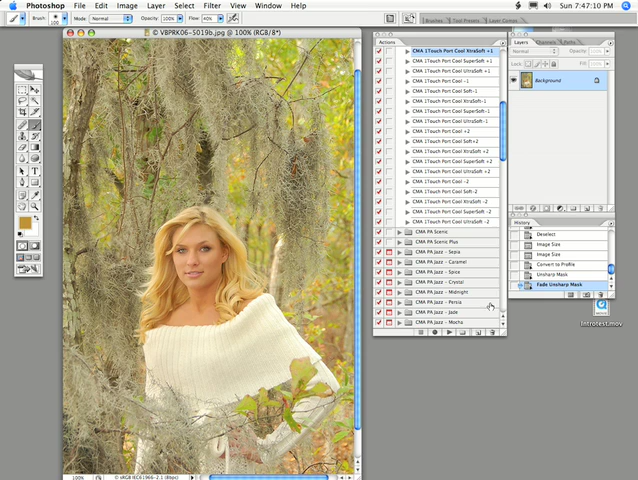 Photoshop File Edit Image Layer Select Filter View Window Help Sun 7:47:10 PM
Brush: 100 Mode: Normal Opacity: 100% Flow: 40% Brushes Tool Presets Layer Comps
© VBPRK06-5019b.jpg @ 100% (RGB/8*)
Actions
CMA 1Touch Port Cool XtraSoft +1
CMA 1Touch Port Cool SuperSoft +1
CMA 1Touch Port Cool UltraSoft +1
CMA 1Touch Port Cool -1
CMA 1Touch Port Cool Soft-1
CMA 1Touch Port Cool XtraSoft-1
CMA 1Touch Port Cool SuperSoft-1
CMA 1Touch Port Cool UltraSoft-1
CMA 1Touch Port Cool +2
CMA 1Touch Port Cool Soft+2
CMA 1Touch Port Cool XtraSoft +2
CMA 1Touch Port Cool SuperSoft +2
CMA 1Touch Port Cool UltraSoft +2
CMA 1Touch Port Cool -2
CMA 1Touch Port Cool Soft-2
CMA 1Touch Port Cool XtraSoft -2
CMA 1Touch Port Cool SuperSoft -2
CMA 1Touch Port Cool UltraSoft -2
CMA PA Scenic
CMA PA Scenic Plus
CMA PA Jazz - Sepia
CMA PA Jazz - Caramel
CMA PA Jazz - Spice
CMA PA Jazz - Crystal
CMA PA Jazz - Midnight
CMA PA Jazz - Persia
CMA PA Jazz - Jade
CMA PA Jazz - Mocha
Layers Channels Paths
Normal Opacity: 100%
Lock: Fill: 100%
Background
History
Deselect
Image Size
Image Size
Convert to Profile
Unsharp Mask
Fade Unsharp Mask
Introtest.mov
100% © sRGB IEC61966-2.1 (8bpc)